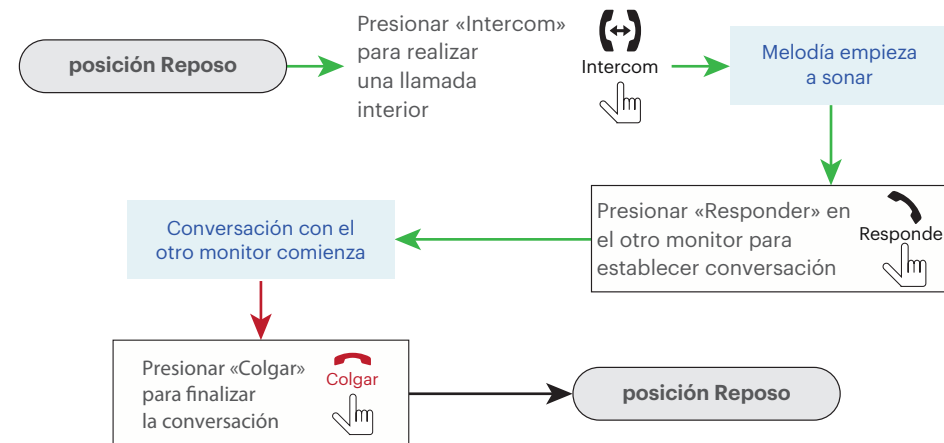 posición Reposo
Presionar «Intercom»
para realizar
una llamada
interior
Intercom
Melodía empieza
a sonar
Presionar «Responder» en
el otro monitor para
establecer conversación
Responde
Conversación con el
otro monitor comienza
Presionar «Colgar»
para finalizar
la conversación
Colgar
posición Reposo